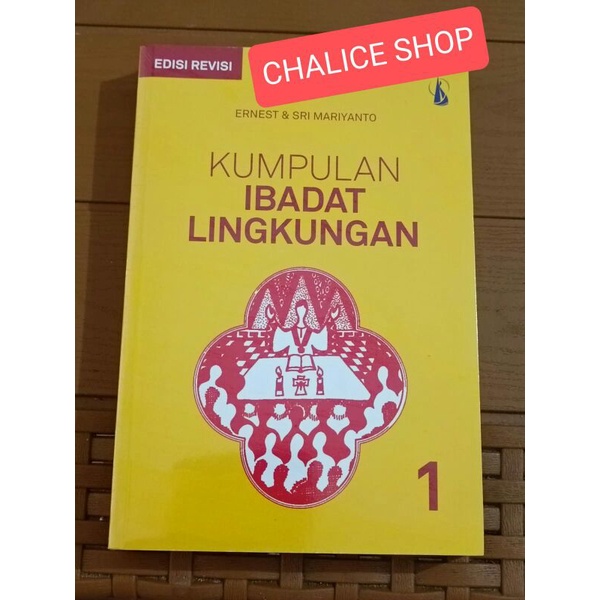 CHALICE SHOP
EDISI REVISI
ERNEST & SRI MARIYANTO
KUMPULAN
IBADAT
LINGKUNGAN
1